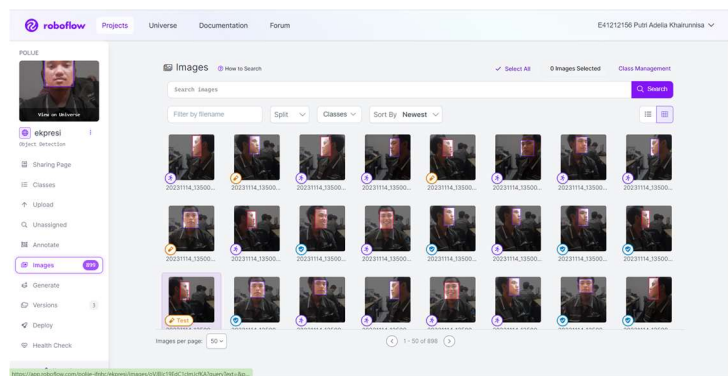 roboflow Projects Universe Documentation Forum E41212156 Putri Adelia Khairunnisa
POLIJE
View on Universe
ekpresi
Object Detection
Sharing Page
Classes
Upload
Unassigned
Annotate
Images 899
Generate
Versions 3
Deploy
Health Check
Images How to Search Select All 0 Images Selected Class Management
Search images Search
Filter by filename Split Classes Sort By Newest
20231114_13500... 20231114_13500... 20231114_13500... 20231114_13500... 20231114_13500... 20231114_13500... 20231114_13500... 20231114_13500...
20231114_13500... 20231114_13500... 20231114_13500... 20231114_13500... 20231114_13500... 20231114_13500... 20231114_13500... 20231114_13500...
Test
Images per page: 50 1 - 50 of 898